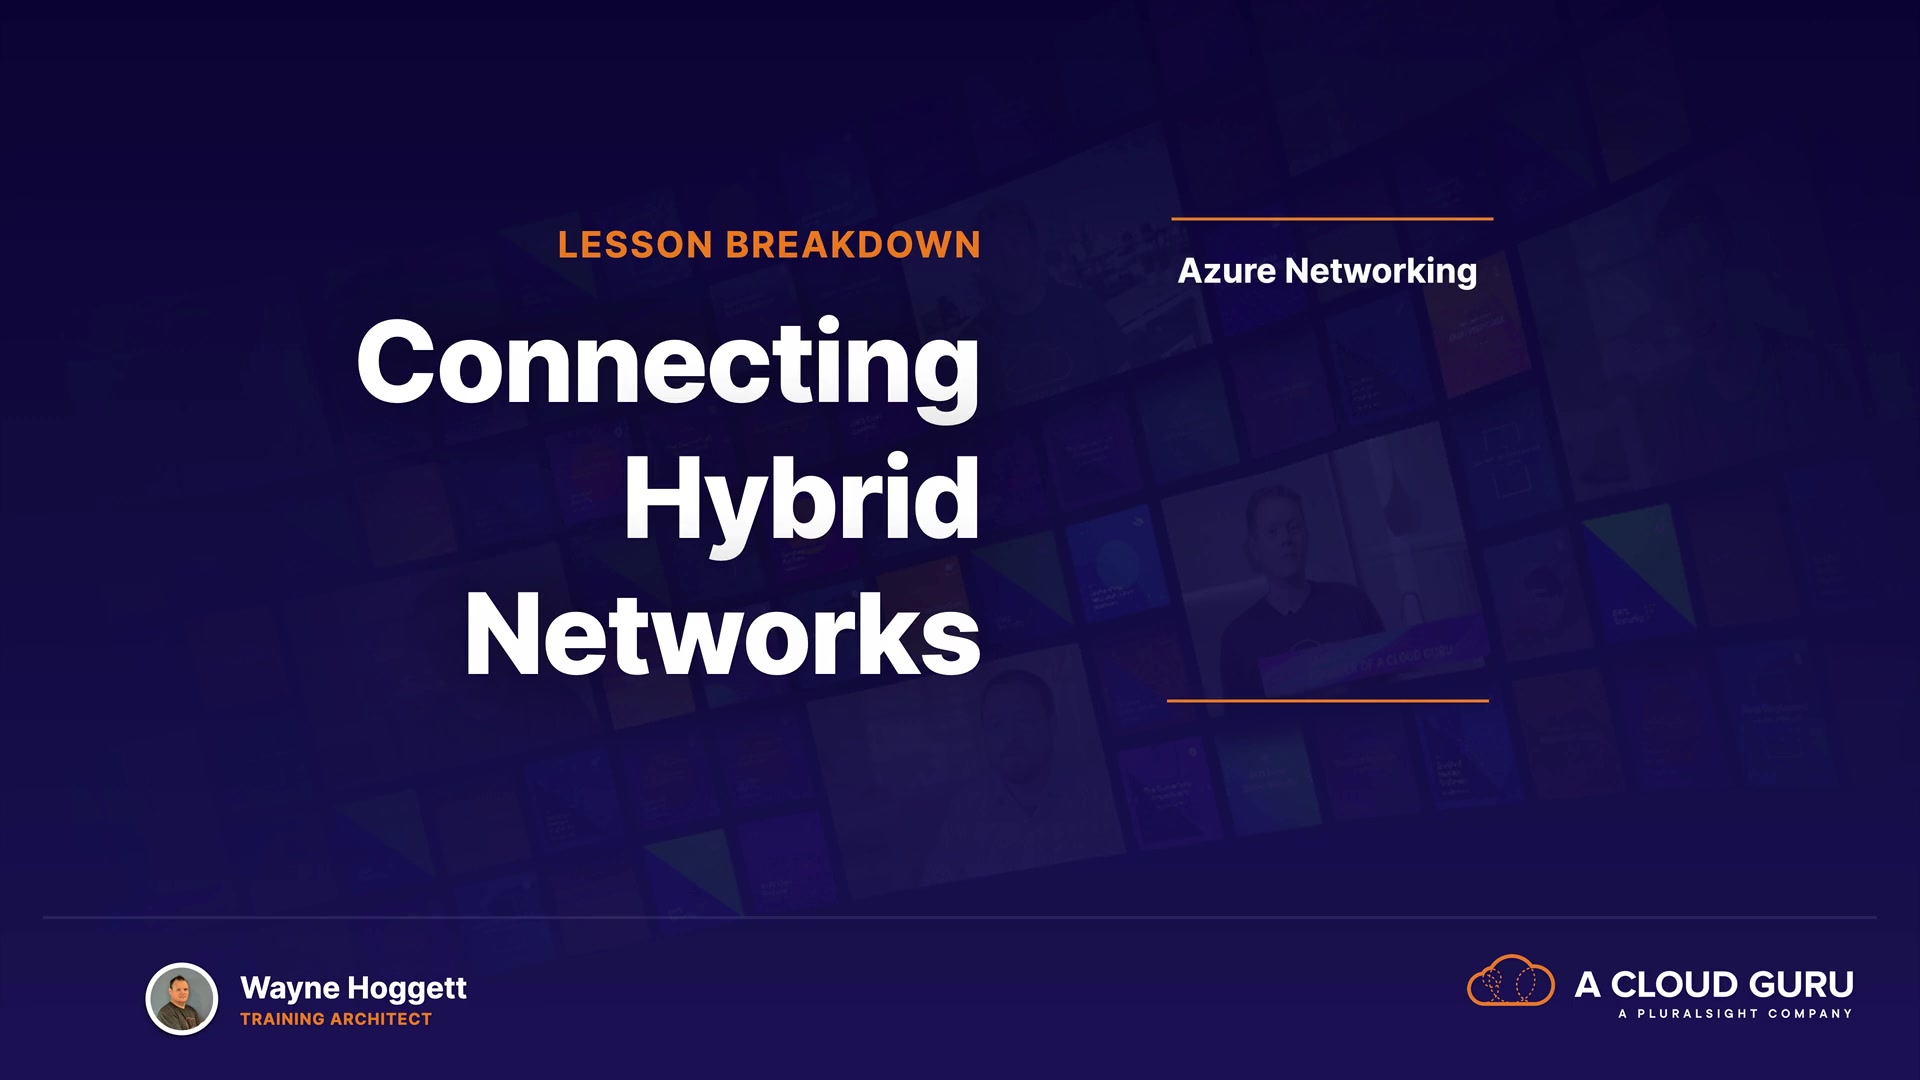 LESSON BREAKDOWN
Connecting
Hybrid
Networks
Azure Networking
Wayne Hoggett
TRAINING ARCHITECT
A CLOUD GURU
A PLURALSIGHT COMPANY